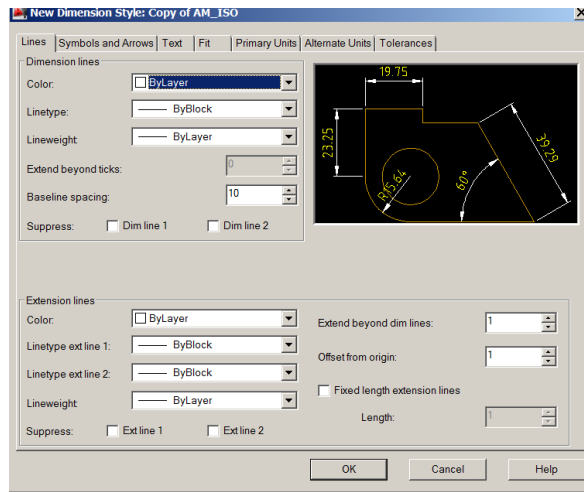 New Dimension Style: Copy of AM_ISO
Lines Symbols and Arrows Text Fit Primary Units Alternate Units Tolerances
Dimension lines
Color: ByLayer
Linetype: ByBlock
Lineweight: ByLayer
Extend beyond ticks: 0
Baseline spacing: 10
Suppress: Dim line 1 Dim line 2
19.75
23.25
39.29
R15.64
60°
Extension lines
Color: ByLayer
Linetype ext line 1: ByBlock
Linetype ext line 2: ByBlock
Lineweight ByLayer
Suppress: Ext line 1 Ext line 2
Extend beyond dim lines: 1
Offset from origin: 1
Fixed length extension lines
Length: 1
OK Cancel Help